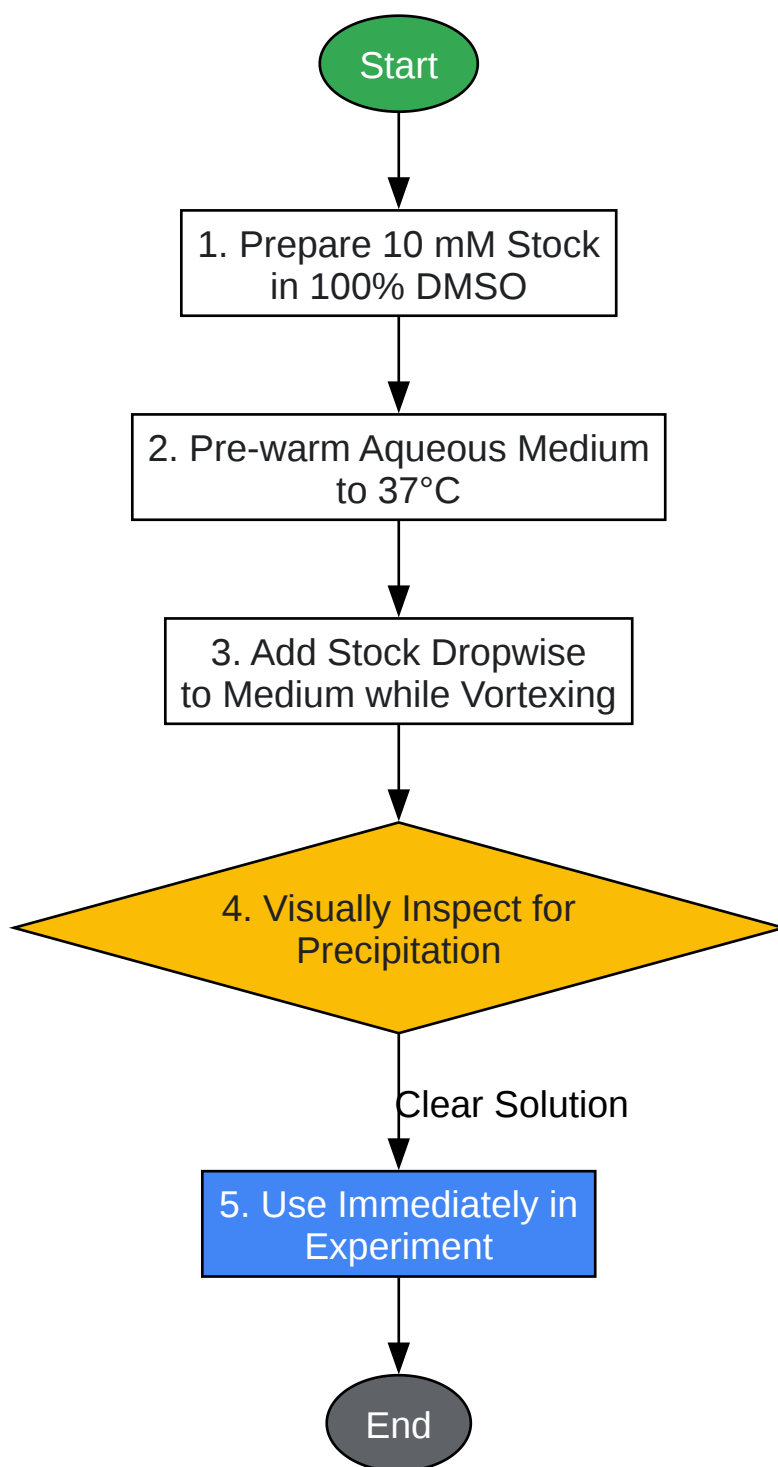 Start
1. Prepare 10 mM Stock
in 100% DMSO
2. Pre-warm Aqueous Medium
to 37°C
3. Add Stock Dropwise
to Medium while Vortexing
4. Visually Inspect for
Precipitation
Clear Solution
5. Use Immediately in
Experiment
End